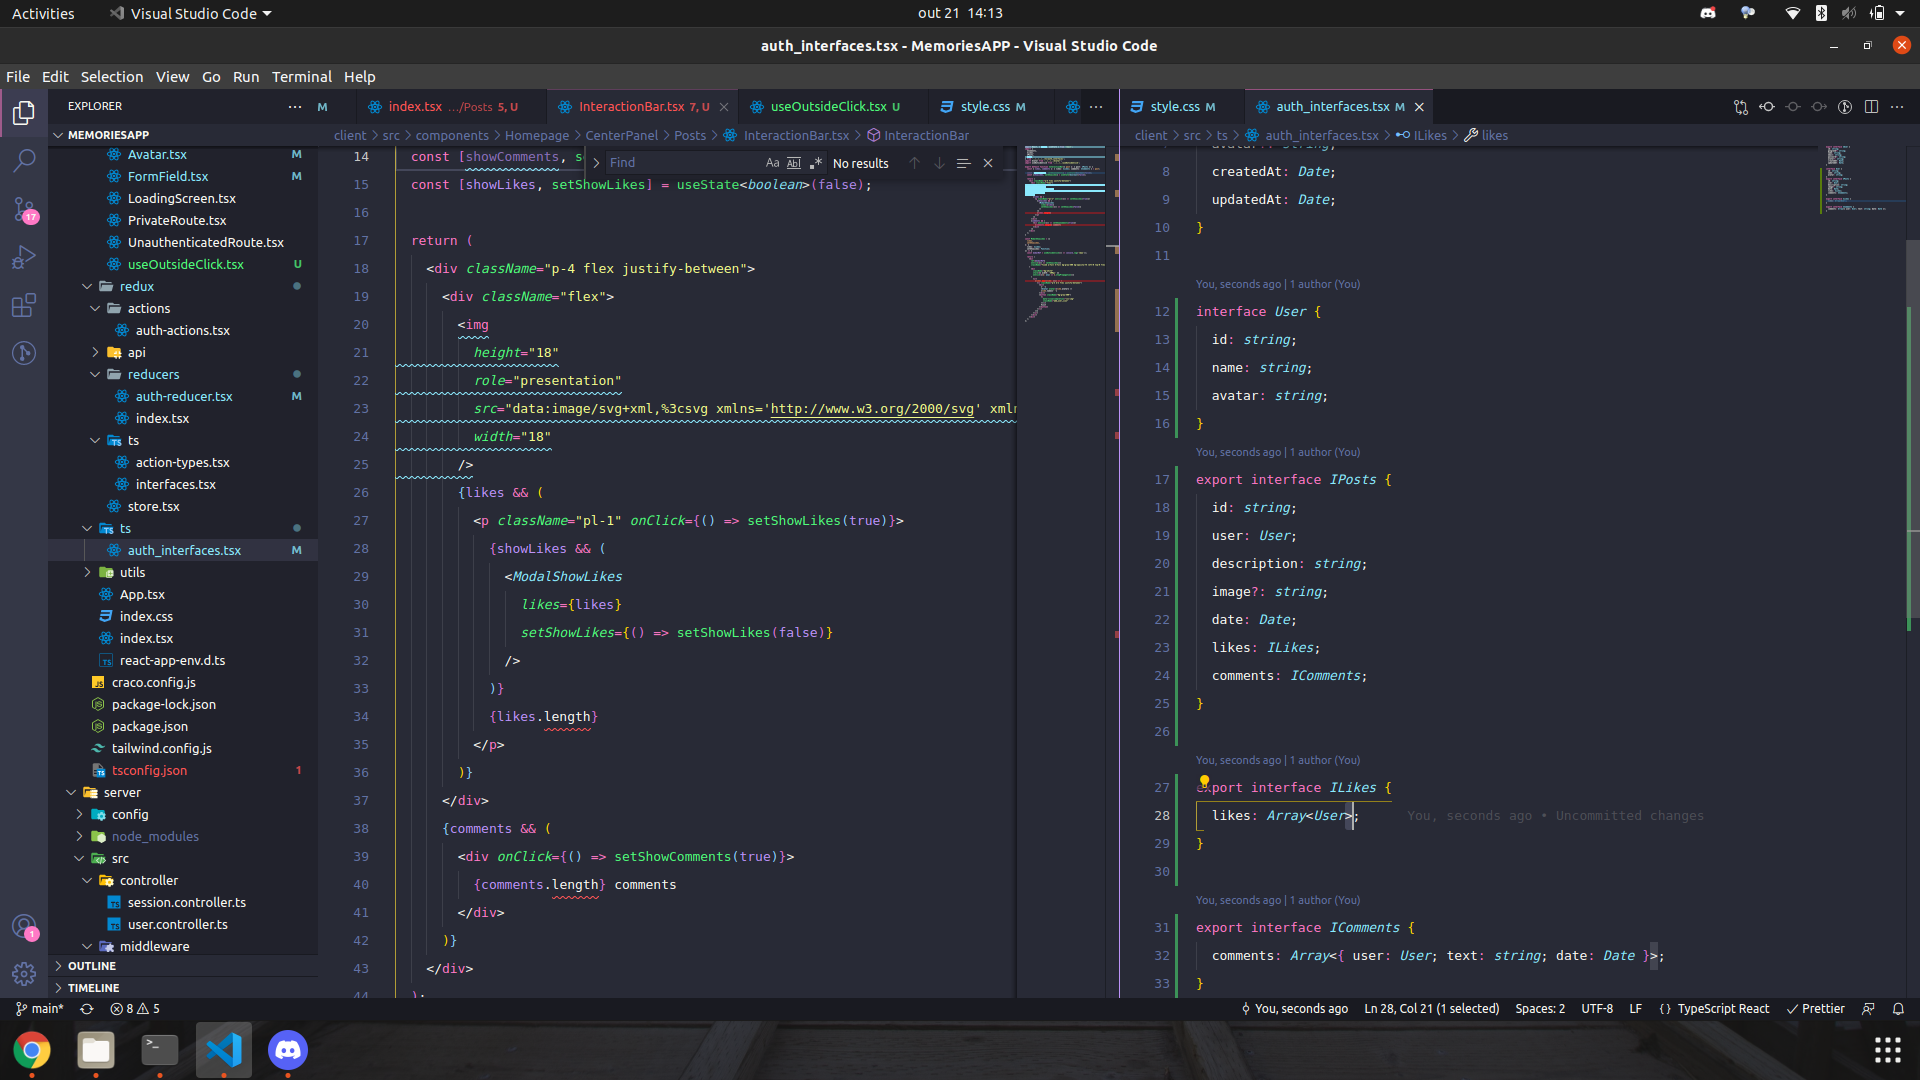 Activities
Visual Studio Code
out 21 14:13
auth_interfaces.tsx - MemoriesAPP - Visual Studio Code
File Edit Selection View Go Run Terminal Help
EXPLORER
MEMORIESAPP
Avatar.tsx M
FormField.tsx M
LoadingScreen.tsx
PrivateRoute.tsx
UnauthenticatedRoute.tsx
useOutsideClick.tsx U
redux
actions
auth-actions.tsx
api
reducers
auth-reducer.tsx M
index.tsx
ts
action-types.tsx
interfaces.tsx
store.tsx
ts
auth_interfaces.tsx M
utils
App.tsx
index.css
index.tsx
react-app-env.d.ts
craco.config.js
package-lock.json
package.json
tailwind.config.js
tsconfig.json 1
server
config
node_modules
src
controller
session.controller.ts
user.controller.ts
middleware
OUTLINE
TIMELINE
17
1
M
index.tsx .../Posts 5, U
InteractionBar.tsx 7, U
useOutsideClick.tsx U
style.css M
client > src > components > Homepage > CenterPanel > Posts > InteractionBar.tsx > InteractionBar
Find
Aa
No results
14 const [showComments, s
15 const [showLikes, setShowLikes] = useState<boolean>(false);
16
17 return (
18 <div className="p-4 flex justify-between">
19 <div className="flex">
20 <img
21 height="18"
22 role="presentation"
23 src="data:image/svg+xml,%3csvg xmlns='http://www.w3.org/2000/svg' xmln
24 width="18"
25 />
26 {likes && (
27 <p className="pl-1" onClick={() => setShowLikes(true)}>
28 {showLikes && (
29 <ModalShowLikes
30 likes={likes}
31 setShowLikes={() => setShowLikes(false)}
32 />
33 )}
34 {likes.length}
35 </p>
36 )}
37 </div>
38 {comments && (
39 <div onClick={() => setShowComments(true)}>
40 {comments.length} comments
41 </div>
42 )}
43 </div>
44 );
style.css M
auth_interfaces.tsx M
client > src > ts > auth_interfaces.tsx > ILikes > likes
avatar?: string;
8 createdAt: Date;
9 updatedAt: Date;
10 }
11
You, seconds ago | 1 author (You)
12 interface User {
13 id: string;
14 name: string;
15 avatar: string;
16 }
You, seconds ago | 1 author (You)
17 export interface IPosts {
18 id: string;
19 user: User;
20 description: string;
21 image?: string;
22 date: Date;
23 likes: ILikes;
24 comments: IComments;
25 }
26
You, seconds ago | 1 author (You)
27 export interface ILikes {
28 likes: Array<User>; You, seconds ago • Uncommitted changes
29 }
30
You, seconds ago | 1 author (You)
31 export interface IComments {
32 comments: Array<{ user: User; text: string; date: Date }>;
33 }
main*
8 5
You, seconds ago
Ln 28, Col 21 (1 selected)
Spaces: 2
UTF-8
LF
{ } TypeScript React
Prettier